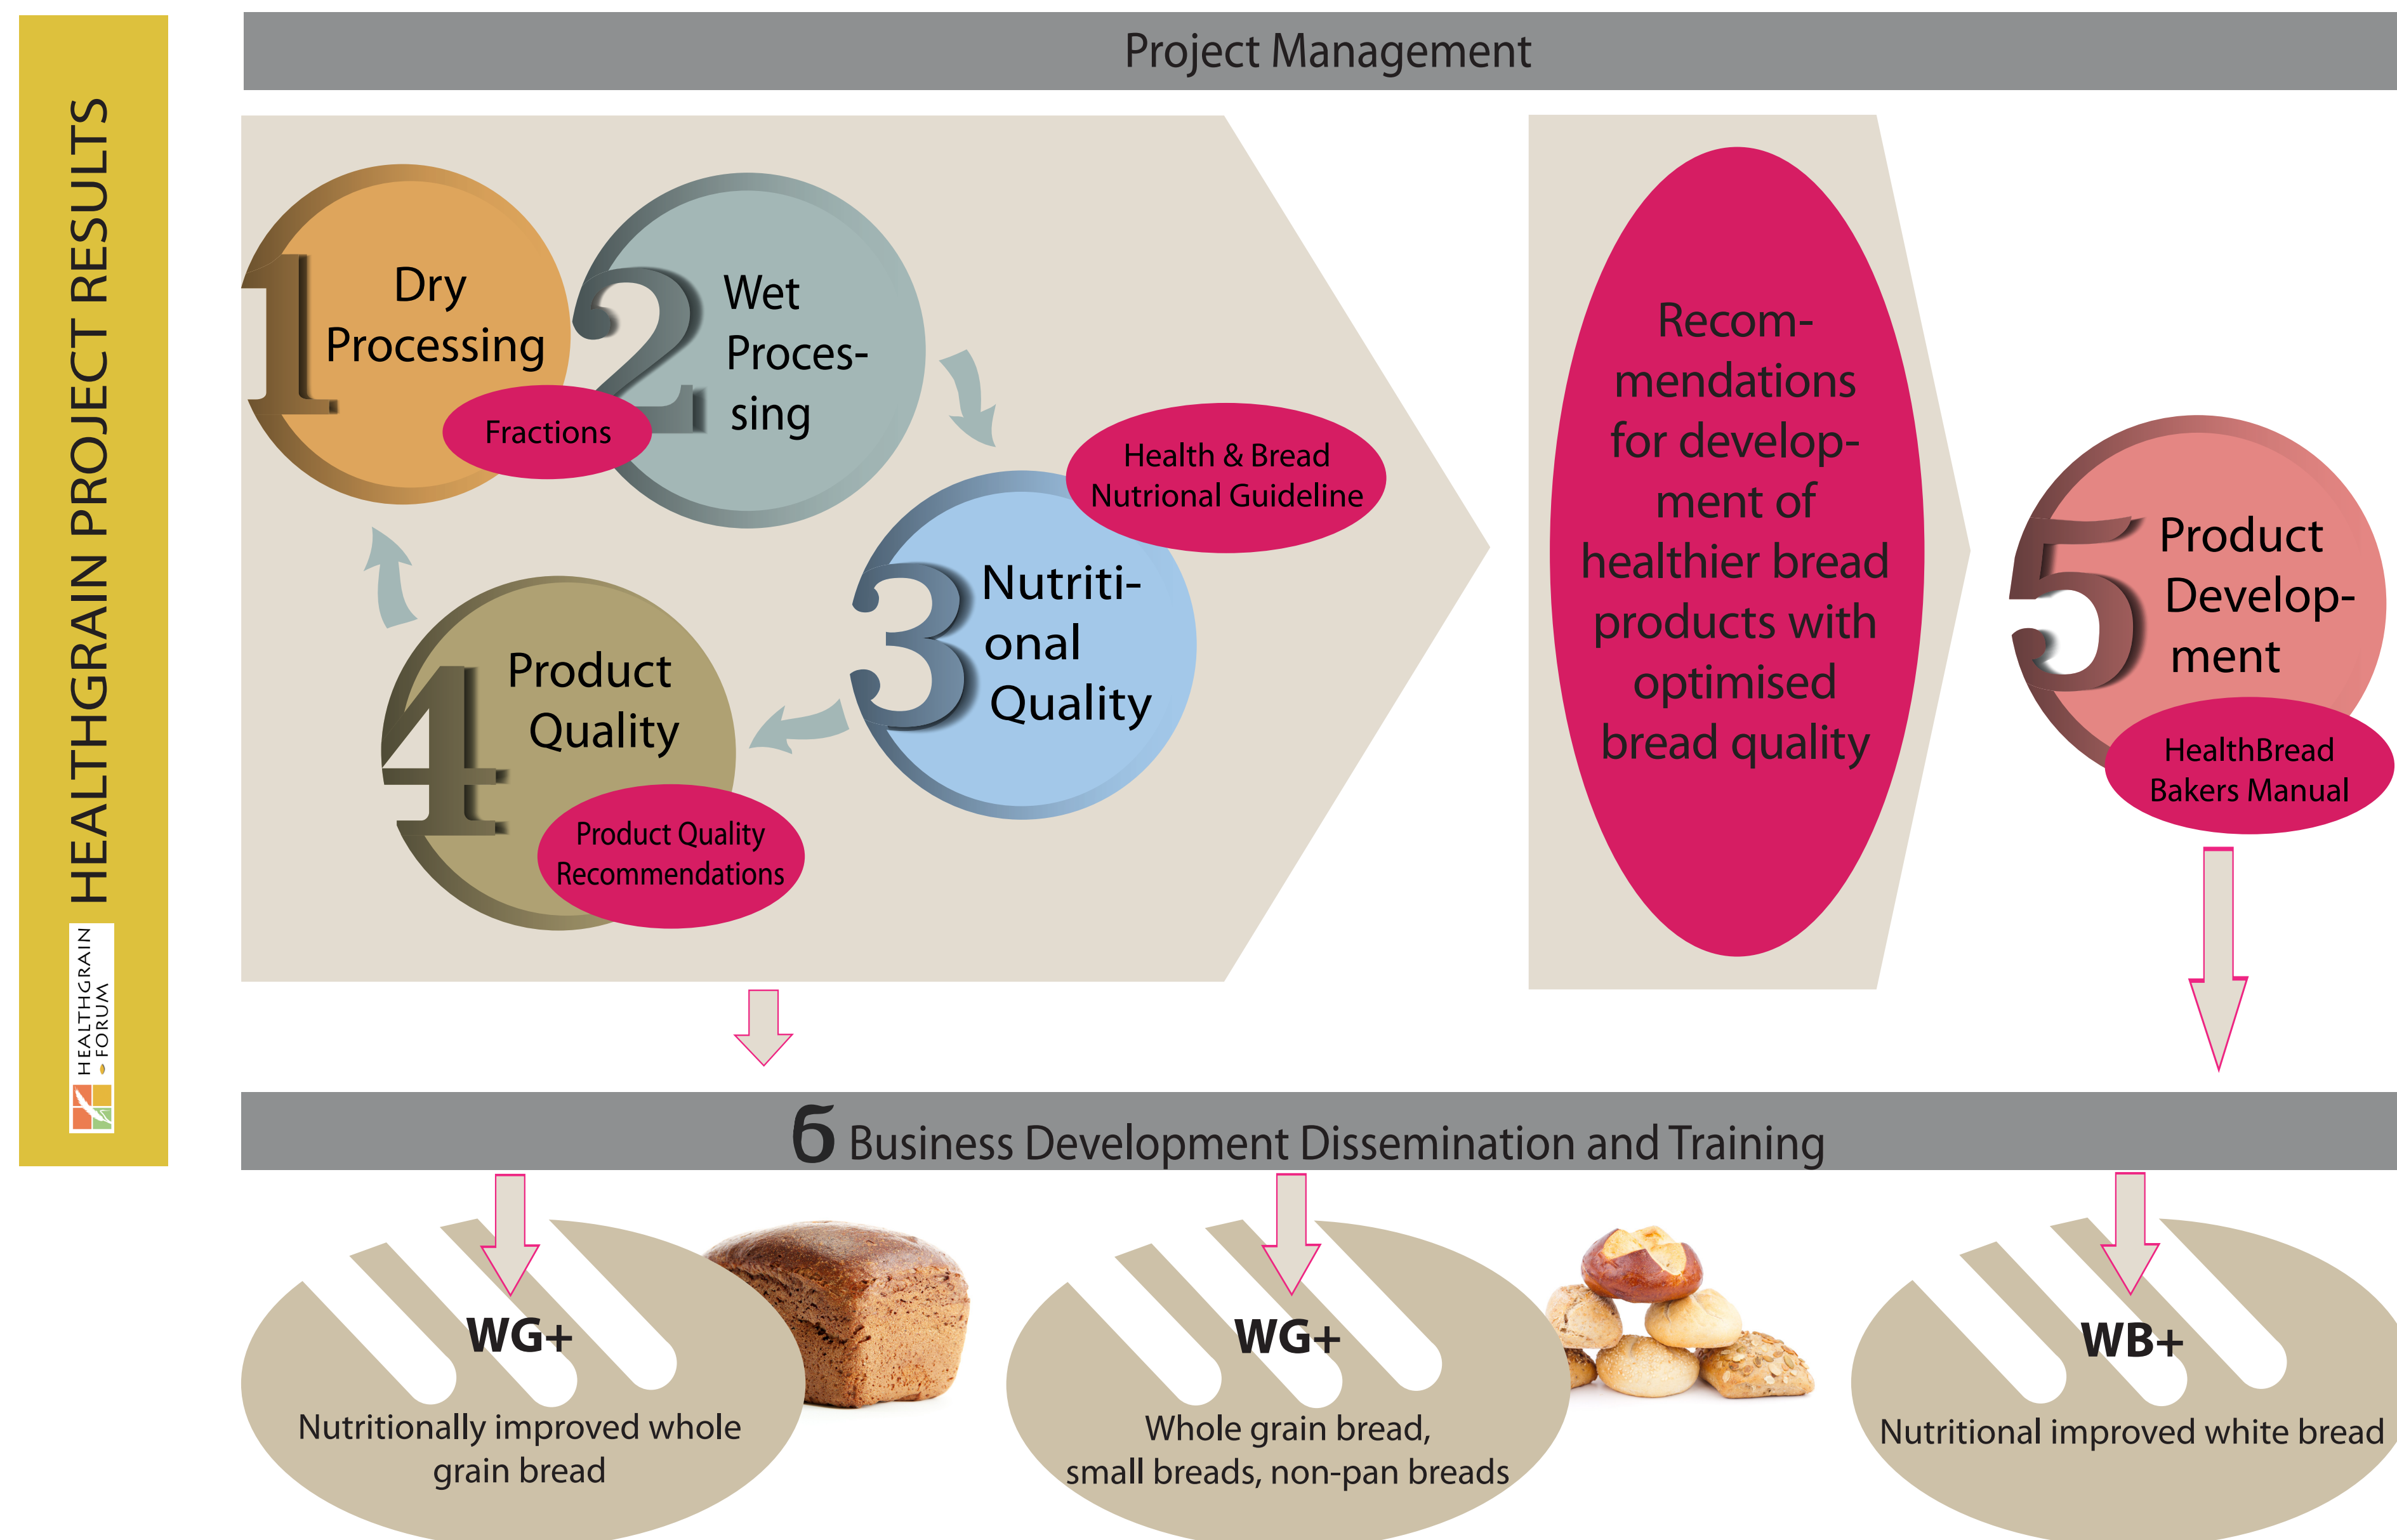 HEALTHGRAIN PROJECT RESULTS
HEALTHGRAIN
FORUM
Project Management
1
Dry
Processing
Fractions
2
Wet
Proces-
sing
Health & Bread
Nutrional Guideline
3
Nutriti-
onal
Quality
4
Product
Quality
Product Quality
Recommendations
Recom-
mendations
for develop-
ment of
healthier bread
products with
optimised
bread quality
5
Product
Develop-
ment
HealthBread
Bakers Manual
6 Business Development Dissemination and Training
WG+
Nutritionally improved whole
grain bread
WG+
Whole grain bread,
small breads, non-pan breads
WB+
Nutritional improved white bread